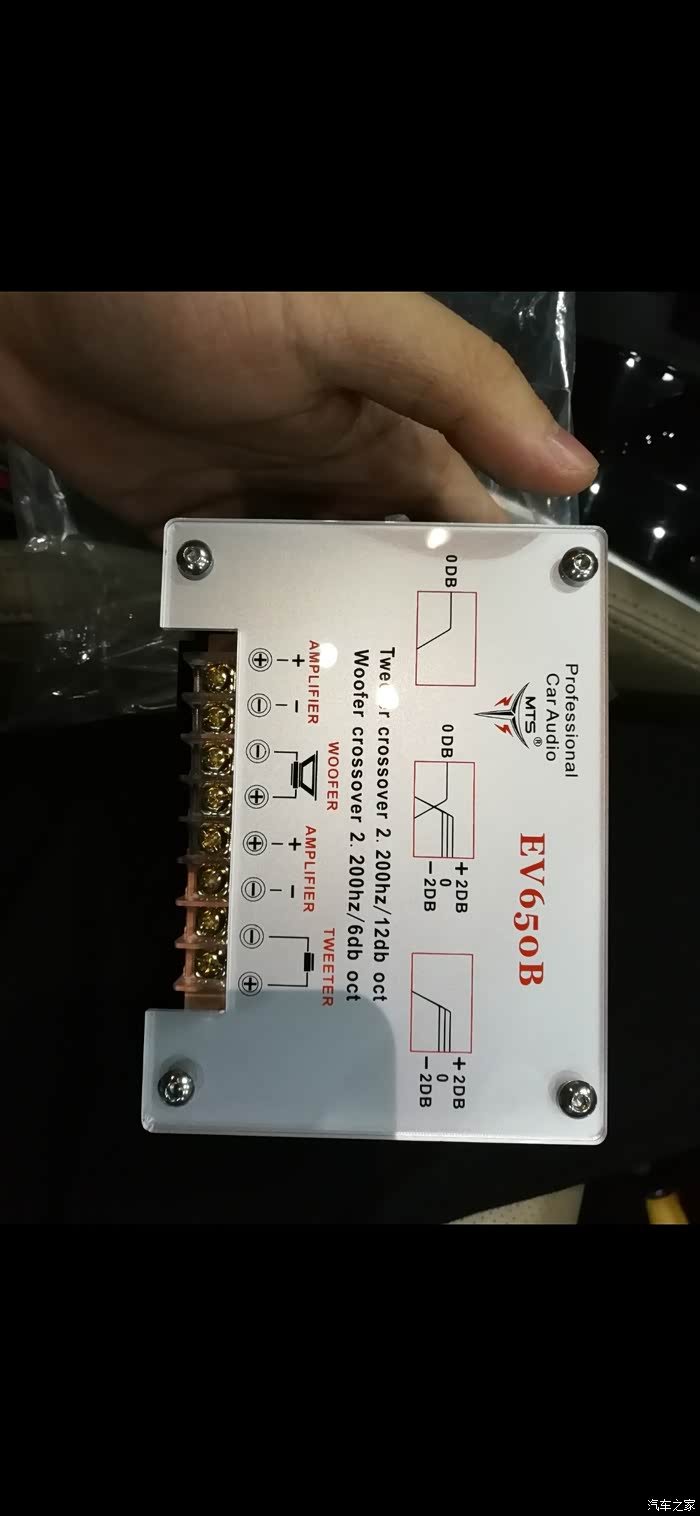 Professional
Car Audio
MTS®
EV650B
0DB
0DB
+2DB
0
-2DB
+2DB
0
-2DB
crossover 2. 200hz/12db oct
Woofer crossover 2. 200hz/6db oct
AMPLIFIER
+ -
WOOFER
AMPLIFIER
+ -
TWEETER
+ - - + + - - +
汽车之家